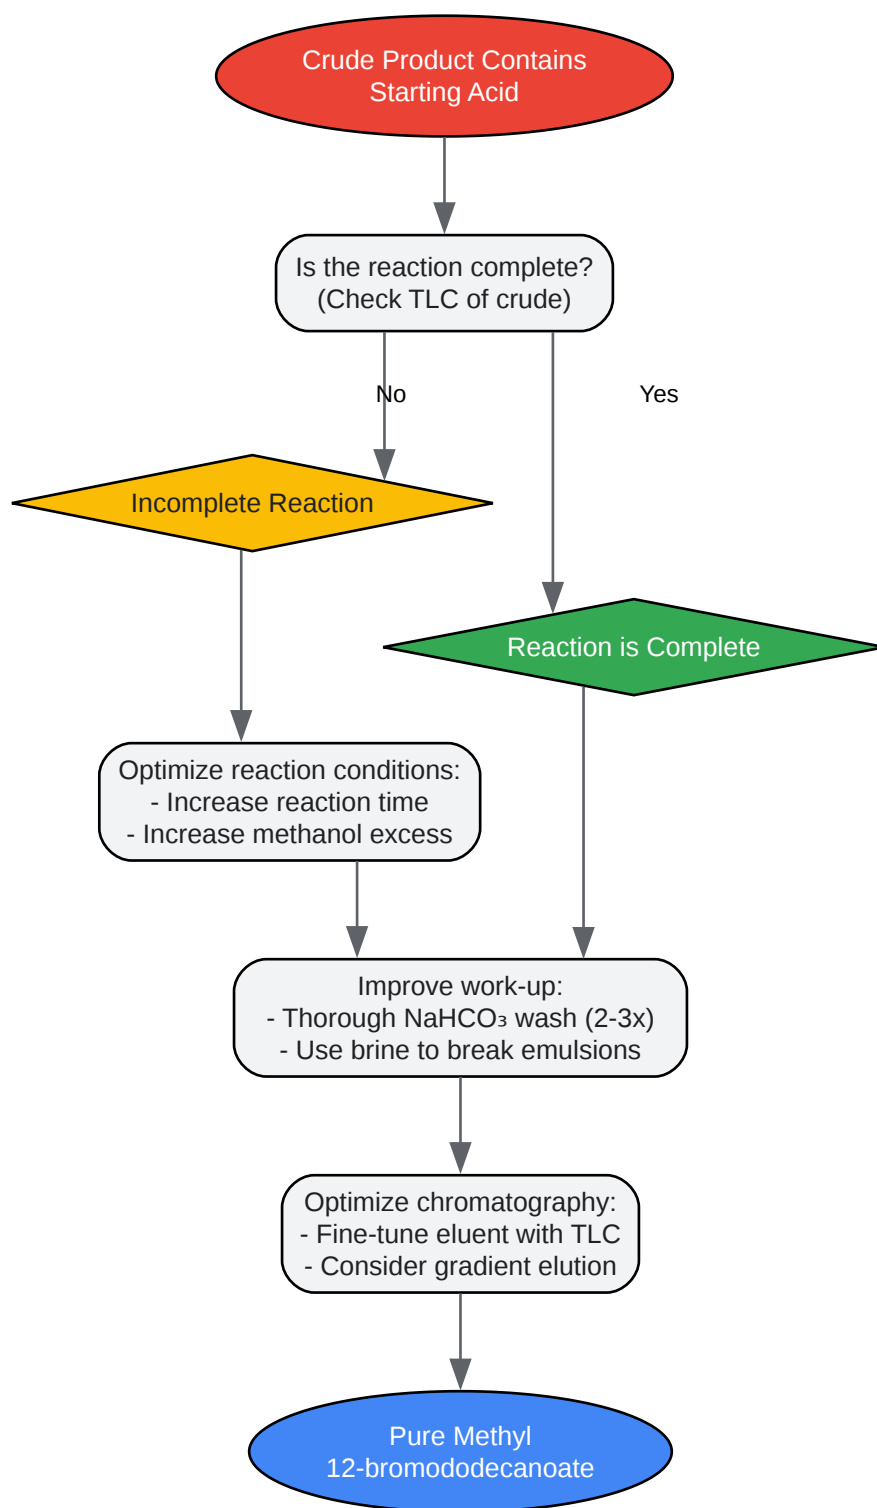 Crude Product Contains
Starting Acid
Is the reaction complete?
(Check TLC of crude)
No
Yes
Incomplete Reaction
Reaction is Complete
Optimize reaction conditions:
- Increase reaction time
- Increase methanol excess
Improve work-up:
- Thorough NaHCO₃ wash (2-3x)
- Use brine to break emulsions
Optimize chromatography:
- Fine-tune eluent with TLC
- Consider gradient elution
Pure Methyl
12-bromododecanoate